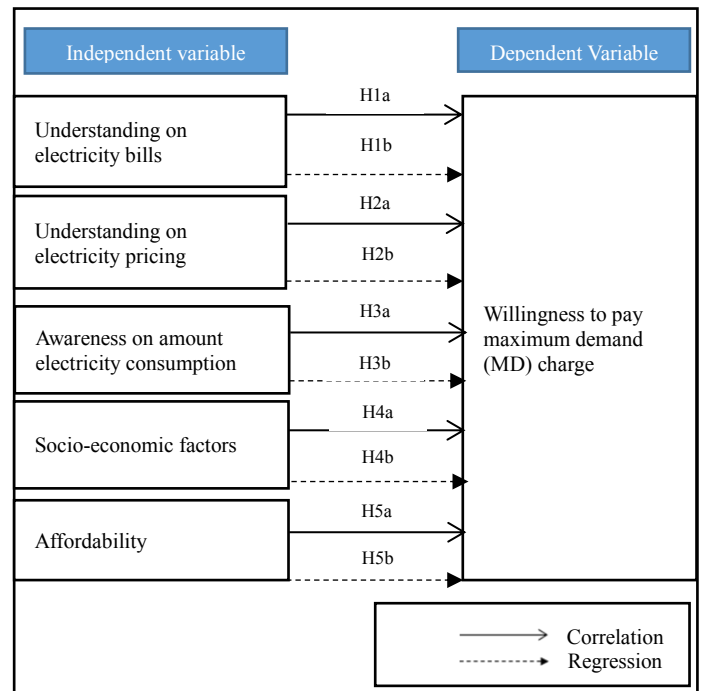 Independent variable
Dependent Variable
Understanding on
electricity bills
H1a
H1b
Understanding on
electricity pricing
H2a
H2b
Awareness on amount
electricity consumption
H3a
H3b
Socio-economic factors
H4a
H4b
Affordability
H5a
H5b
Willingness to pay
maximum demand
(MD) charge
Correlation
Regression